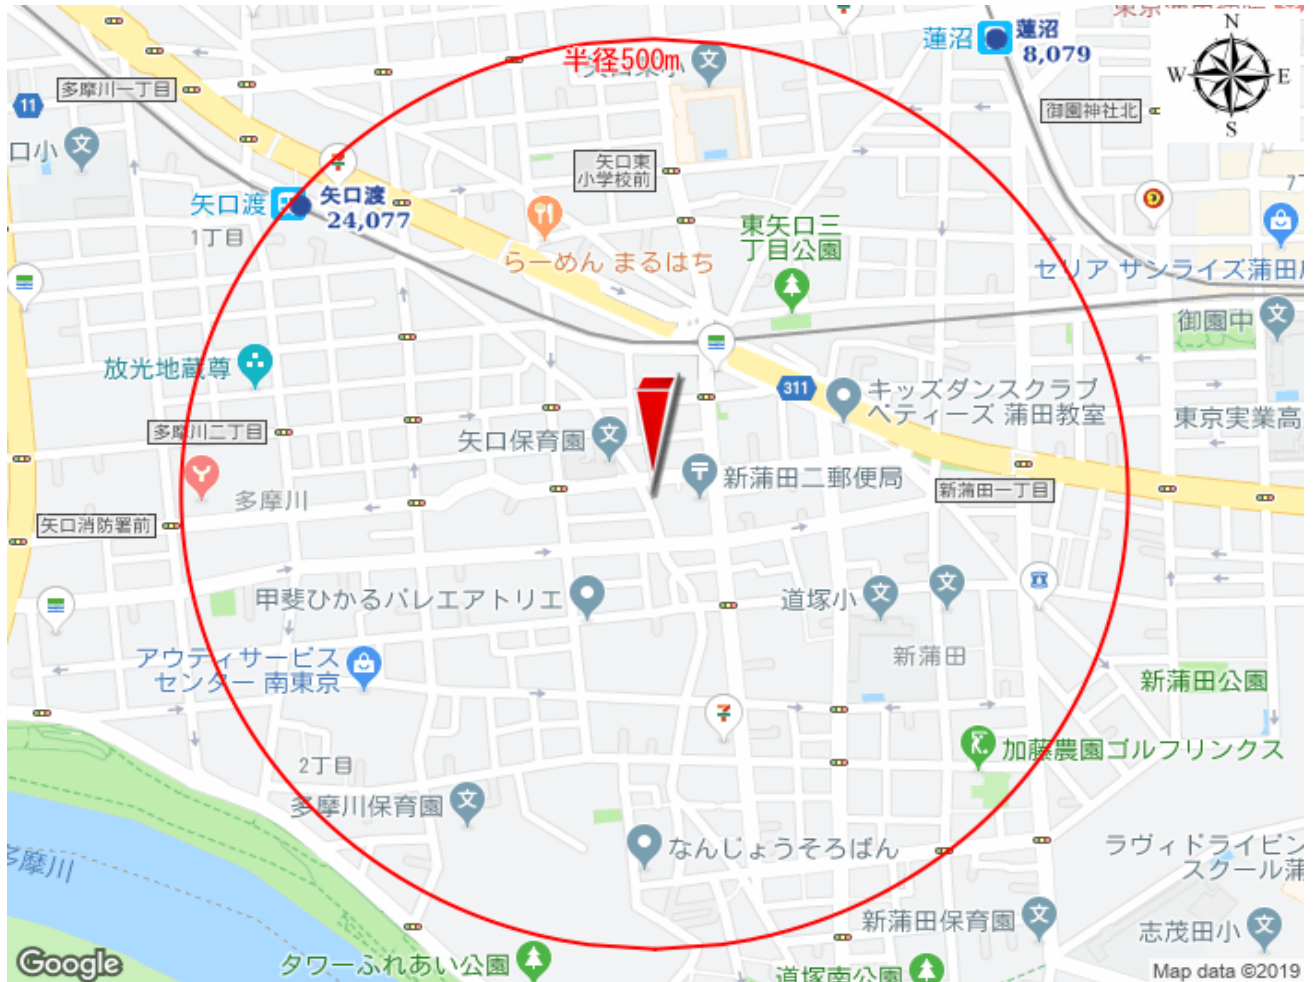 蓮沼
蓮沼
8,079
N
W
E
S
半径500m
多摩川一丁目
11
御園神社北
口小
矢口東
小学校前
矢口渡
矢口渡
24,077
1丁目
東矢口三
丁目公園
らーめん まるはち
セリア サンライズ蒲田
御園中
放光地蔵尊
311
キッズダンスクラブ
ベティーズ 蒲田教室
東京実業高
多摩川二丁目
矢口保育園
新蒲田二郵便局
新蒲田一丁目
多摩川
矢口消防署前
甲斐ひかるバレエアトリエ
道塚小
新蒲田
アウティサービス
センター 南東京
新蒲田公園
加藤農園ゴルフリンクス
2丁目
多摩川保育園
なんじょうそろばん
ラヴィドライビン
スクール蒲
多摩川
新蒲田保育園
志茂田小
Google
タワーふれあい公園
道塚南公園
Map data ©2019